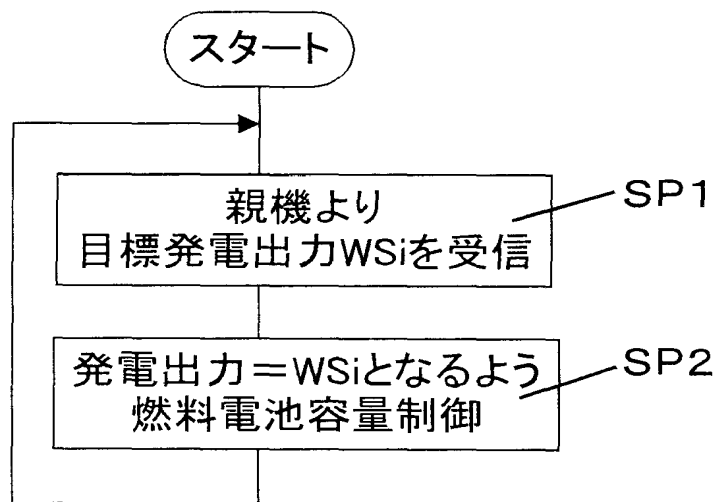 スタート
親機より
目標発電出力WSiを受信
SP1
発電出力＝WSiとなるよう
燃料電池容量制御
SP2